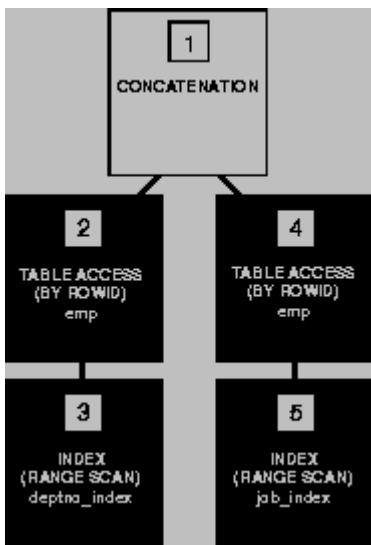 1
CONCATENATION
2
TABLE ACCESS
(BY ROWID)
emp
4
TABLE ACCESS
(BY ROWID)
emp
3
INDEX
(RANGE SCAN)
deptno_index
5
INDEX
(RANGE SCAN)
job_index